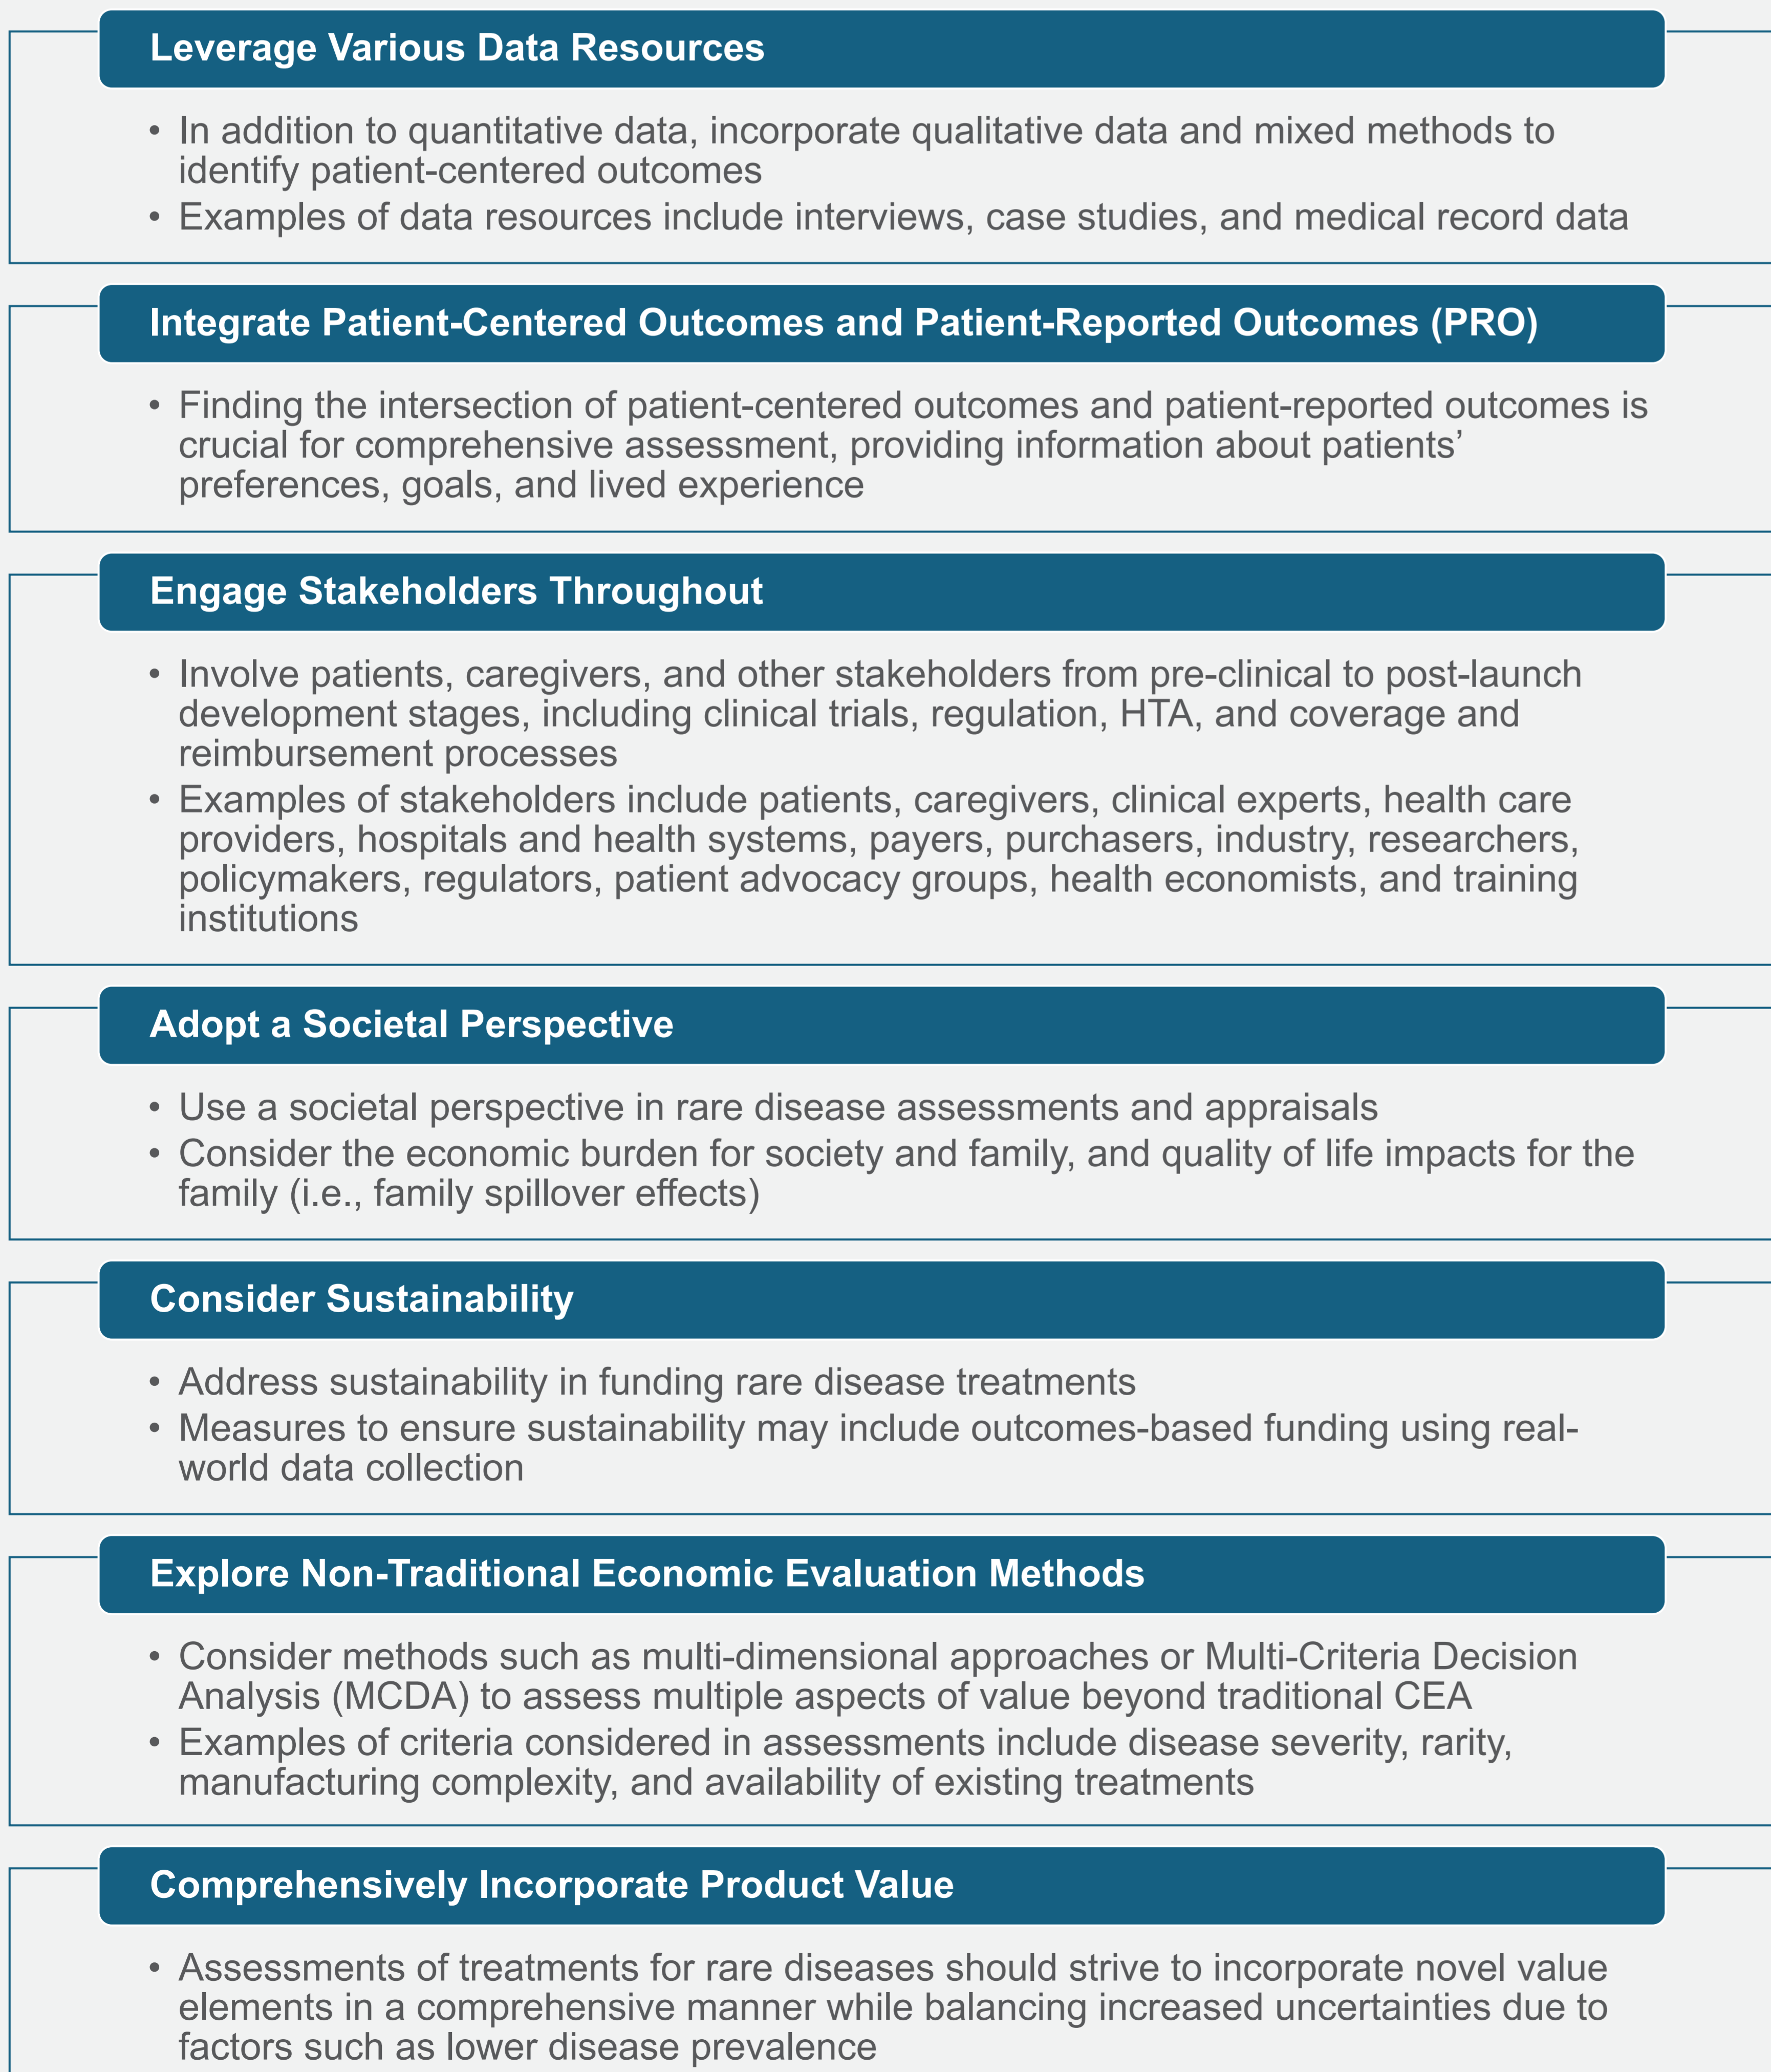 Leverage Various Data Resources
• In addition to quantitative data, incorporate qualitative data and mixed methods to
identify patient-centered outcomes
• Examples of data resources include interviews, case studies, and medical record data
Integrate Patient-Centered Outcomes and Patient-Reported Outcomes (PRO)
• Finding the intersection of patient-centered outcomes and patient-reported outcomes is
crucial for comprehensive assessment, providing information about patients’
preferences, goals, and lived experience
Engage Stakeholders Throughout
• Involve patients, caregivers, and other stakeholders from pre-clinical to post-launch
development stages, including clinical trials, regulation, HTA, and coverage and
reimbursement processes
• Examples of stakeholders include patients, caregivers, clinical experts, health care
providers, hospitals and health systems, payers, purchasers, industry, researchers,
policymakers, regulators, patient advocacy groups, health economists, and training
institutions
Adopt a Societal Perspective
• Use a societal perspective in rare disease assessments and appraisals
• Consider the economic burden for society and family, and quality of life impacts for the
family (i.e., family spillover effects)
Consider Sustainability
• Address sustainability in funding rare disease treatments
• Measures to ensure sustainability may include outcomes-based funding using real-
world data collection
Explore Non-Traditional Economic Evaluation Methods
• Consider methods such as multi-dimensional approaches or Multi-Criteria Decision
Analysis (MCDA) to assess multiple aspects of value beyond traditional CEA
• Examples of criteria considered in assessments include disease severity, rarity,
manufacturing complexity, and availability of existing treatments
Comprehensively Incorporate Product Value
• Assessments of treatments for rare diseases should strive to incorporate novel value
elements in a comprehensive manner while balancing increased uncertainties due to
factors such as lower disease prevalence